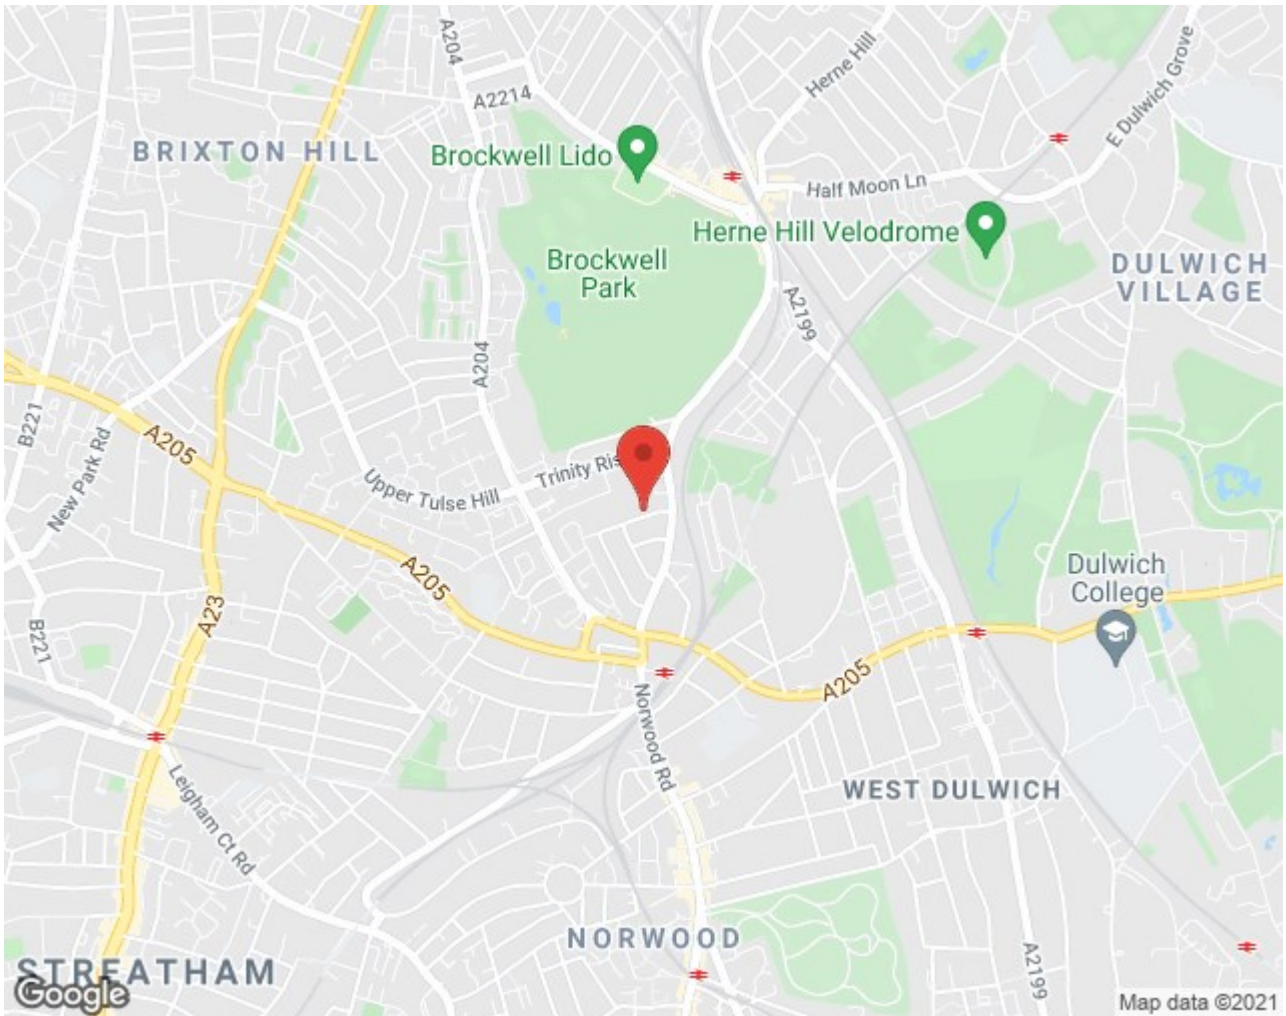 A204
A2214
Herne Hill
E Dulwich Grove
BRIXTON HILL
Brockwell Lido
Half Moon Ln
Herne Hill Velodrome
Brockwell
Park
DULWICH
VILLAGE
A2199
A204
B221
A205
New Park Rd
Upper Tulse Hill
Trinity Ris
A205
Dulwich
College
A23
B221
A205
Norwood Rd
Leigham Ct Rd
WEST DULWICH
NORWOOD
A2199
STREATHAM
Google
Map data ©2021